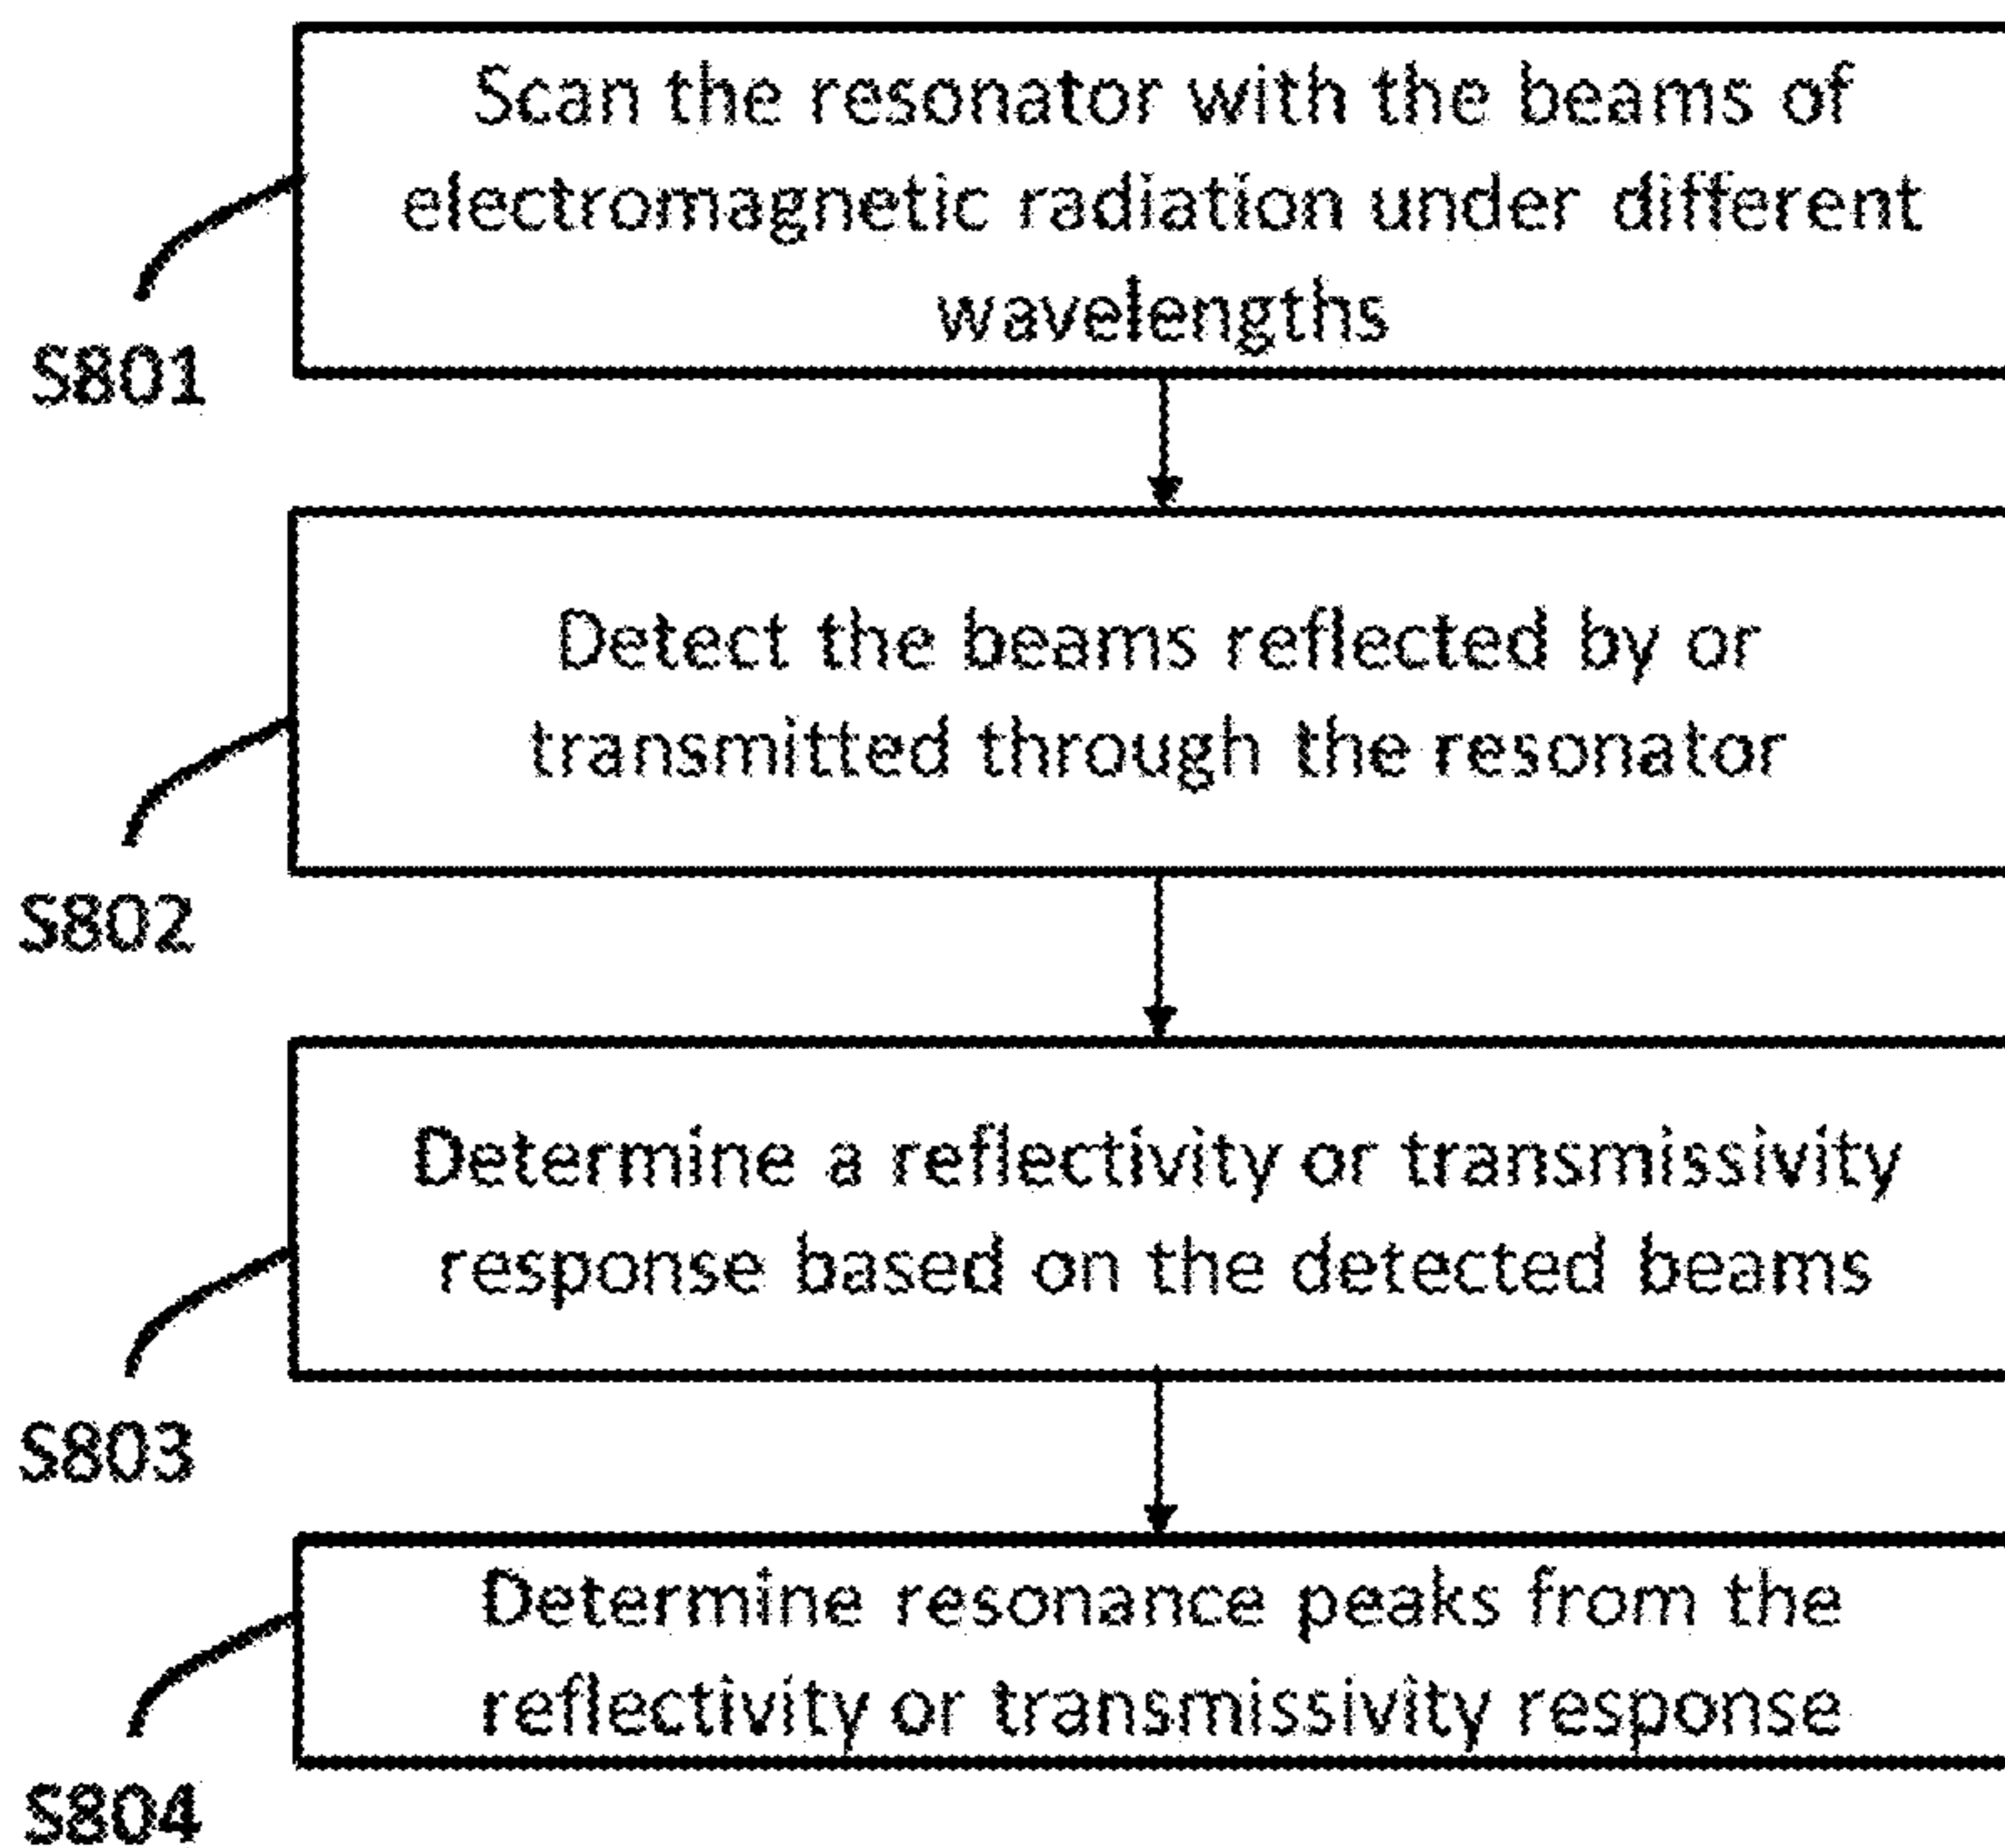 Scan the resonator with the beams of
electromagnetic radiation under different
wavelengths
S801
Detect the beams reflected by or
transmitted through the resonator
S802
Determine a reflectivity or transmissivity
response based on the detected beams
S803
Determine resonance peaks from the
reflectivity or transmissivity response
S804